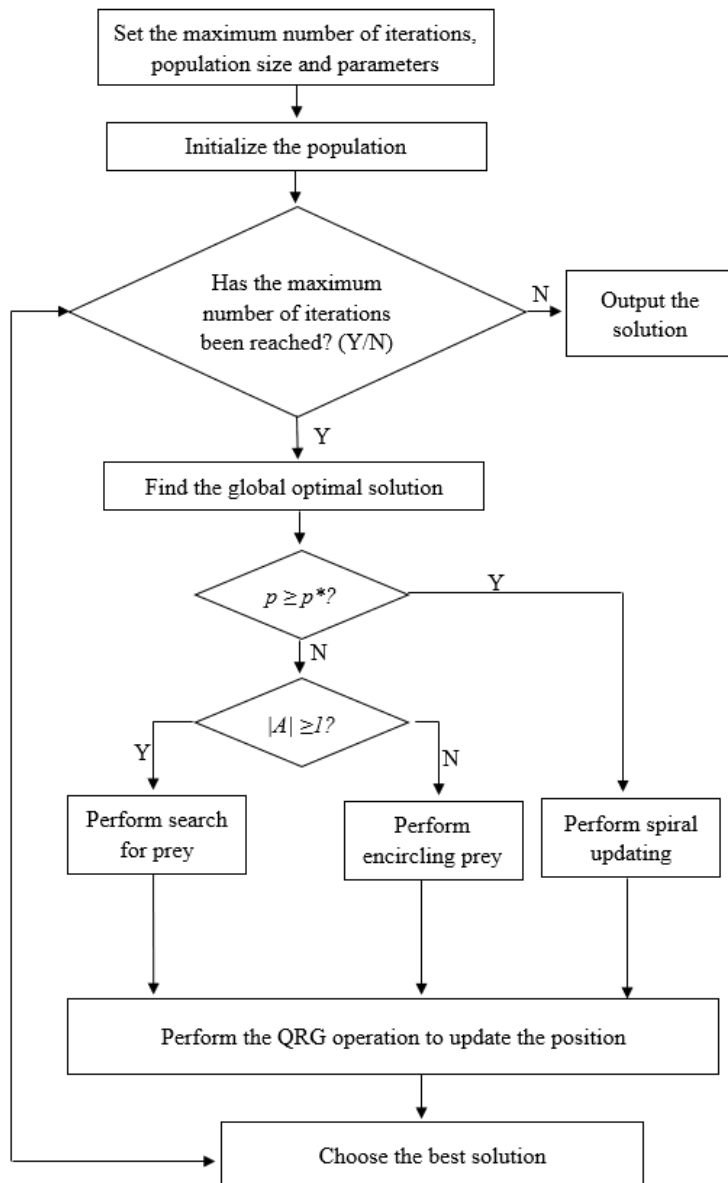 Set the maximum number of iterations,
population size and parameters
Initialize the population
Has the maximum
number of iterations
been reached? (Y/N)
N
Output the
solution
Y
Find the global optimal solution
p ≥ p*?
Y
N
|A| ≥1?
Y
N
Perform search
for prey
Perform
encircling prey
Perform spiral
updating
Perform the QRG operation to update the position
Choose the best solution